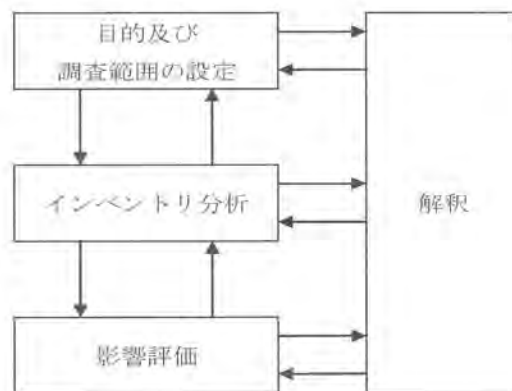 目的及び
調査範囲の設定
インベントリ分析
解釈
影響評価